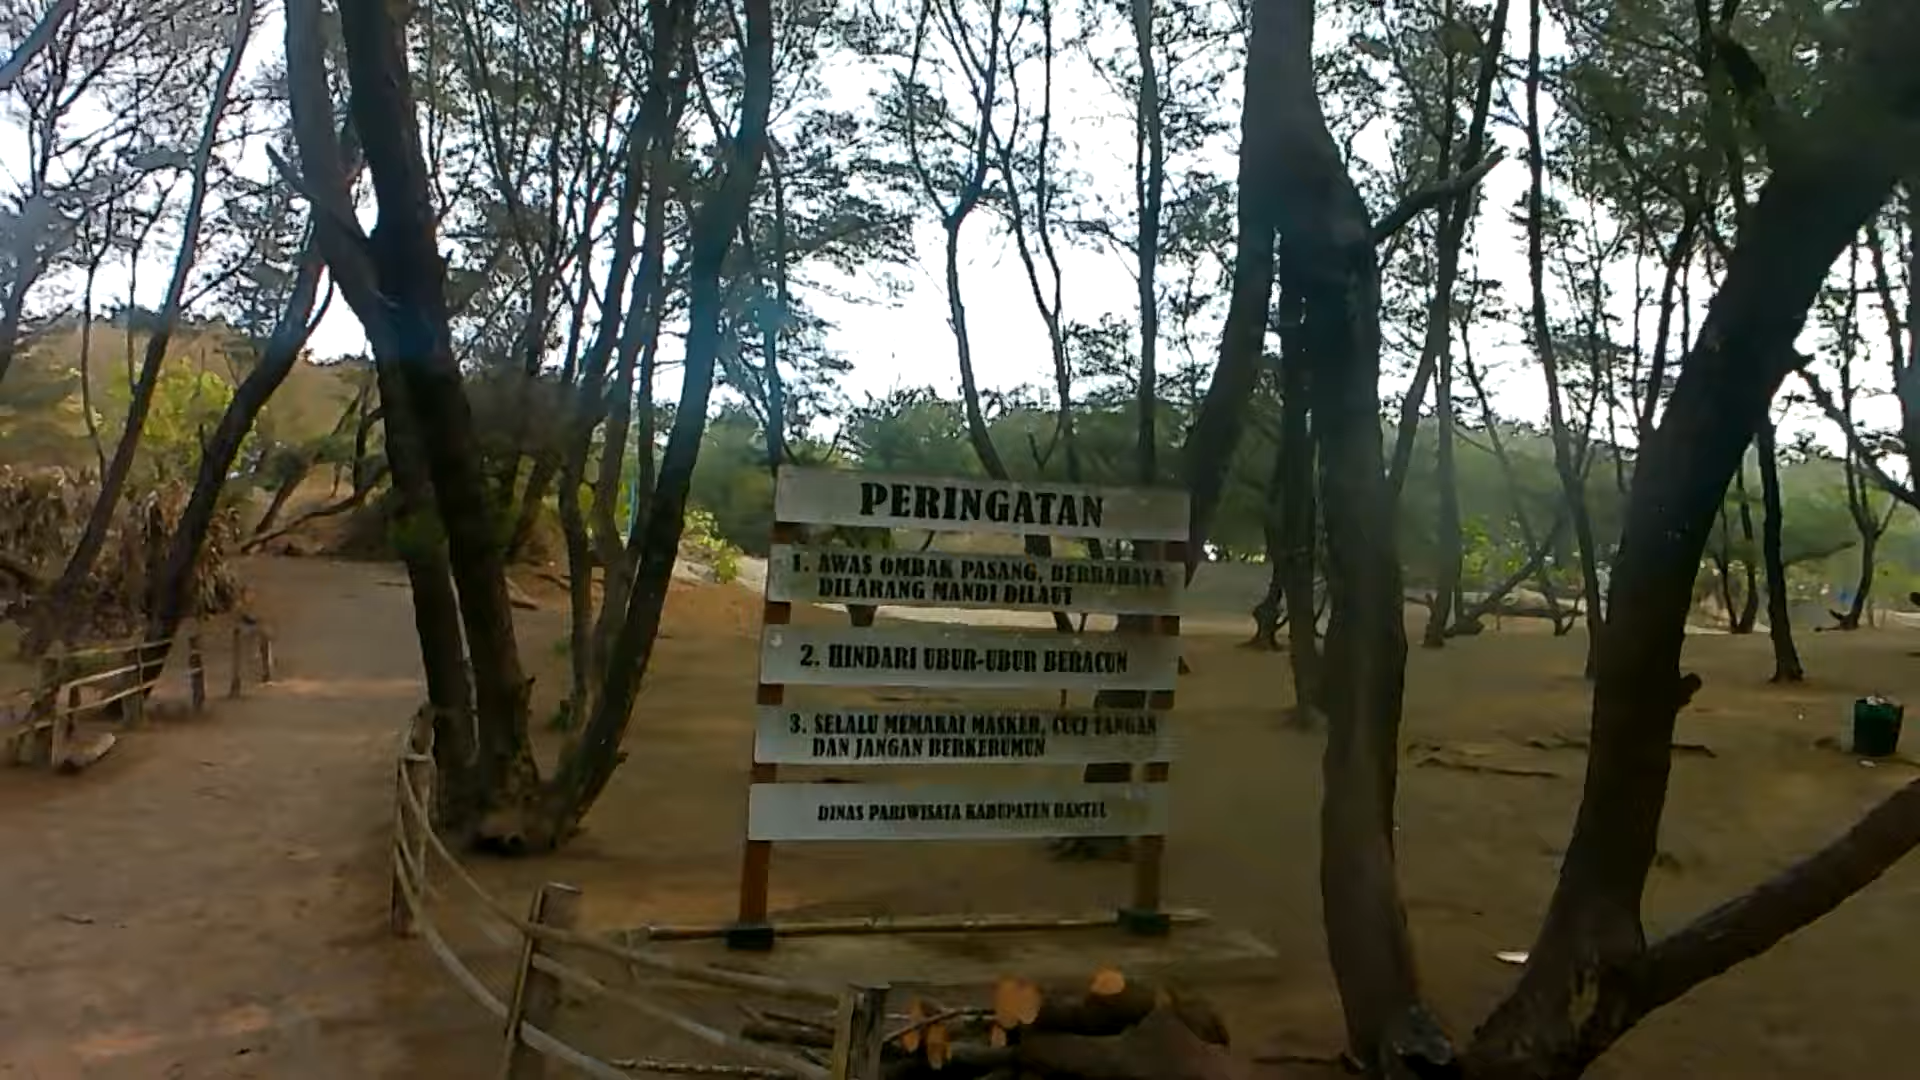 PERINGATAN
1. AWAS OMBAK PASANG, BERBAHAYA
DILARANG MANDI DILAUT
2. HINDARI UBUR-UBUR BERACUN
3. SELALU MEMAKAI MASKER, CUCI TANGAN
DAN JANGAN BERKERUMUN
DINAS PARIWISATA KABUPATEN BANTUL